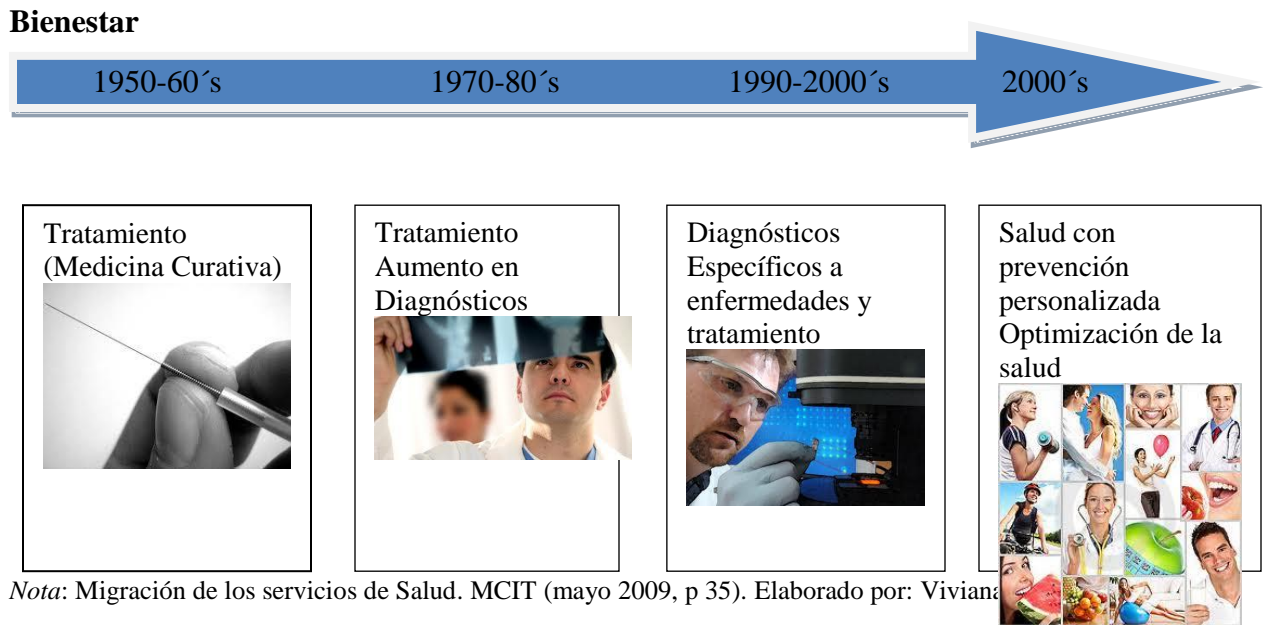 Bienestar
1950-60´s
1970-80´s
1990-2000´s
2000´s
Tratamiento
(Medicina Curativa)
Tratamiento
Aumento en
Diagnósticos
Diagnósticos
Específicos a
enfermedades y
tratamiento
Salud con
prevención
personalizada
Optimización de la
salud
Nota: Migración de los servicios de Salud. MCIT (mayo 2009, p 35). Elaborado por: Viviana